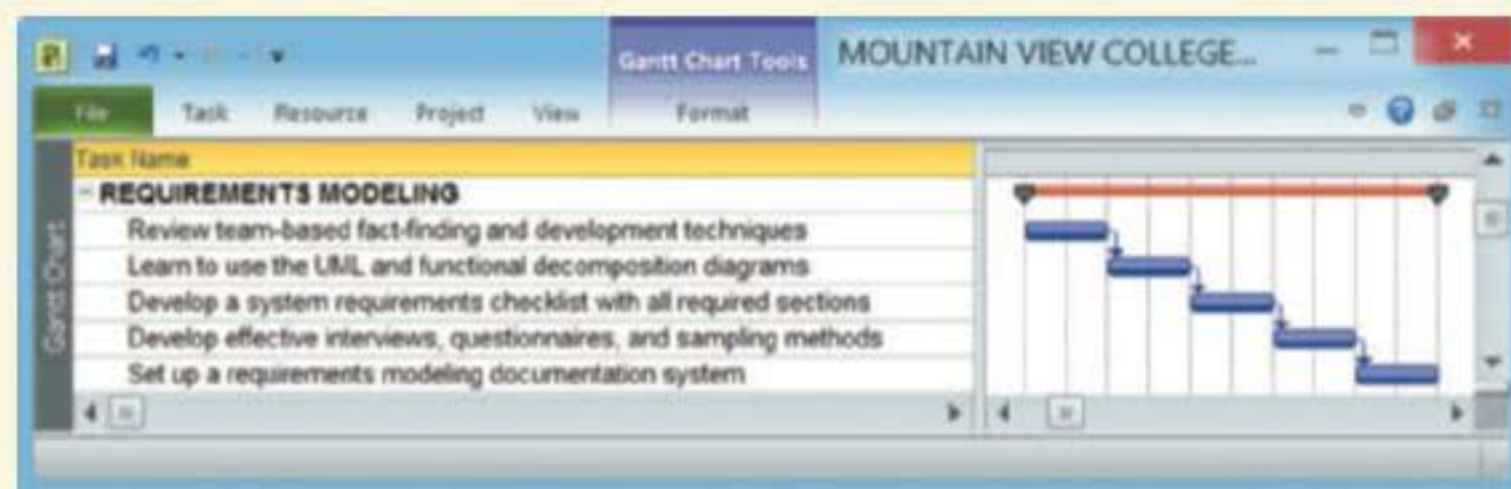 Gantt Chart Tools
MOUNTAIN VIEW COLLEGE...
File Task Resource Project View Format
Gantt Chart
Task Name
- REQUIREMENTS MODELING
Review team-based fact-finding and development techniques
Learn to use the UML and functional decomposition diagrams
Develop a system requirements checklist with all required sections
Develop effective interviews, questionnaires, and sampling methods
Set up a requirements modeling documentation system